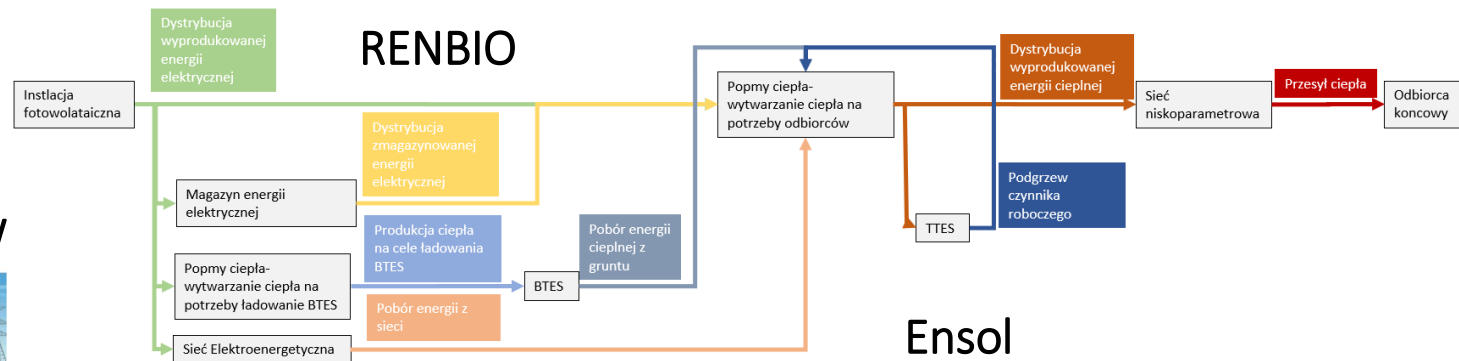 Dystrybucja
wyprodukowanej
energii
elektrycznej
RENBIO
Instlacja
fotowolataiczna
Dystrybucja
zmagazynowanej
energii
elektrycznej
Magazyn energii
elektrycznej
Produkcja ciepła
na cele ładowania
BTES
Popmy ciepła-
wytwarzanie ciepła na
potrzeby ładowanie BTES
BTES
Pobór energii
cieplnej z
gruntu
Pobór energii z
sieci
Sieć Elektroenergetyczna
Popmy ciepła-
wytwarzanie ciepła na
potrzeby odbiorców
Dystrybucja
wyprodukowanej
energii cieplnej
Sieć
niskoparametrowa
Przesył ciepła
Odbiorca
koncowy
Podgrzew
czynnika
roboczego
TTES
Ensol